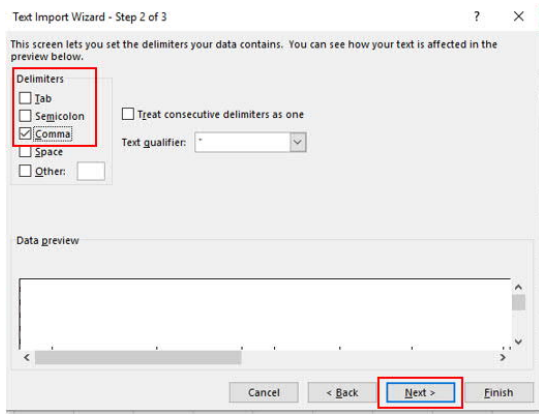 Text Import Wizard - Step 2 of 3
? ×
This screen lets you set the delimiters your data contains. You can see how your text is affected in the
preview below.
Delimiters
Tab
Semicolon
Comma
Space
Other:
Treat consecutive delimiters as one
Text qualifier: "
Data preview
Cancel
< Back
Next >
Finish